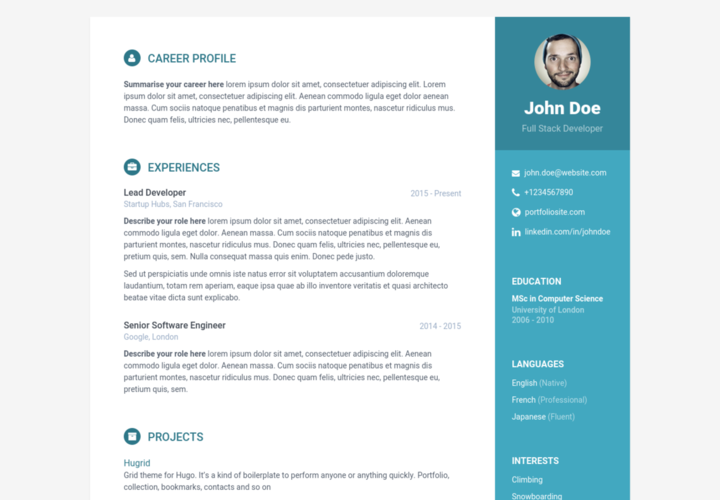 CAREER PROFILE
Summarise your career here lorem ipsum dolor sit amet, consectetuer adipiscing elit. Lorem
ipsum dolor sit amet, consectetuer adipiscing elit. Aenean commodo ligula eget dolor aenean
massa. Cum sociis natoque penatibus et magnis dis parturient montes, nascetur ridiculus mus.
Donec quam felis, ultricies nec, pellentesque eu.
EXPERIENCES
Lead Developer
2015 - Present
Startup Hubs, San Francisco
Describe your role here lorem ipsum dolor sit amet, consectetuer adipiscing elit. Aenean
commodo ligula eget dolor. Aenean massa. Cum sociis natoque penatibus et magnis dis
parturient montes, nascetur ridiculus mus. Donec quam felis, ultricies nec, pellentesque eu,
pretium quis, sem. Nulla consequat massa quis enim. Donec pede justo.
Sed ut perspiciatis unde omnis iste natus error sit voluptatem accusantium doloremque
laudantium, totam rem aperiam, eaque ipsa quae ab illo inventore veritatis et quasi architecto
beatae vitae dicta sunt explicabo.
Senior Software Engineer
2014 - 2015
Google, London
Describe your role here lorem ipsum dolor sit amet, consectetuer adipiscing elit. Aenean
commodo ligula eget dolor. Aenean massa. Cum sociis natoque penatibus et magnis dis
parturient montes, nascetur ridiculus mus. Donec quam felis, ultricies nec, pellentesque eu,
pretium quis, sem.
PROJECTS
Hugrid
Grid theme for Hugo. It's a kind of boilerplate to perform anyone or anything quickly. Portfolio,
collection, bookmarks, contacts and so on
John Doe
Full Stack Developer
john.doe@website.com
+1234567890
portfoliosite.com
linkedin.com/in/johndoe
EDUCATION
MSc in Computer Science
University of London
2006 - 2010
LANGUAGES
English (Native)
French (Professional)
Japanese (Fluent)
INTERESTS
Climbing
Snowboarding